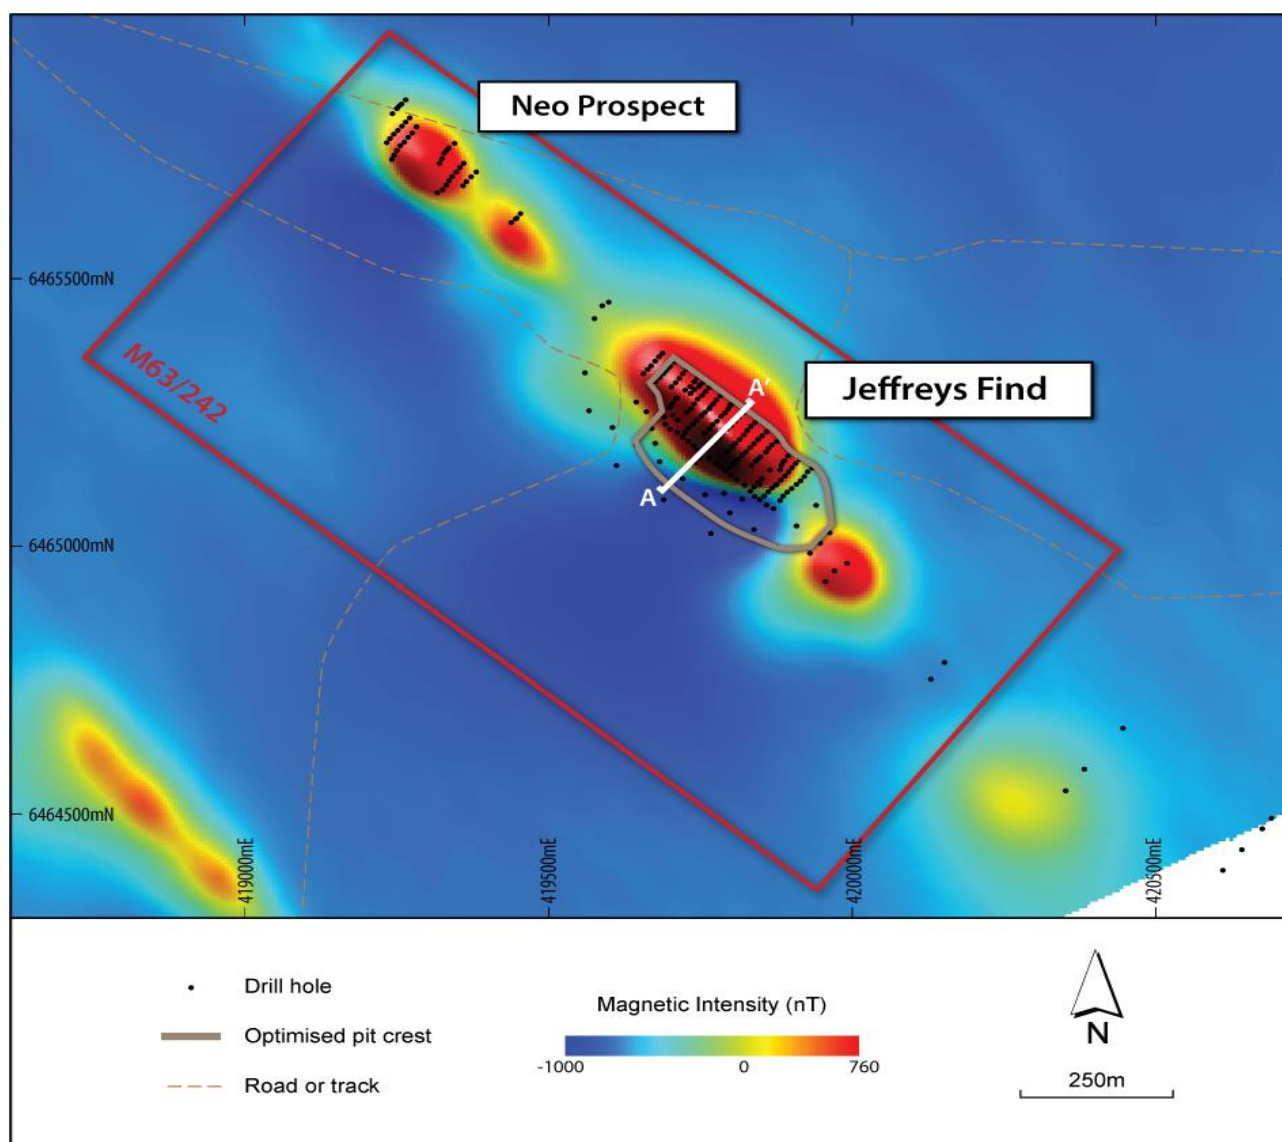 Neo Prospect
6465500mN
M63/242
Jeffreys Find
A'
A
6465000mN
6464500mN
419000mE
419500mE
420000mE
420500mE
Drill hole
Optimised pit crest
Road or track
Magnetic Intensity (nT)
-1000
0
760
N
250m